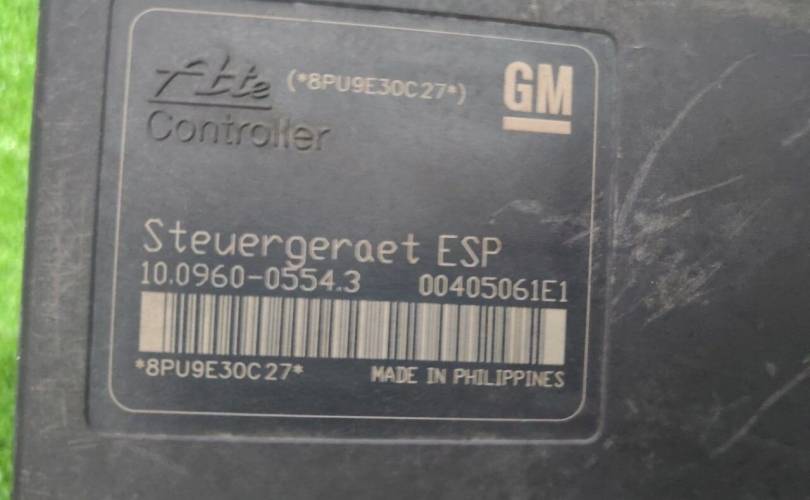 Ate (*8PU9E30C27*) GM
Controller
Steuergeraet ESP
10.0960-0554.3 00405061E1
*8PU9E30C27* MADE IN PHILIPPINES